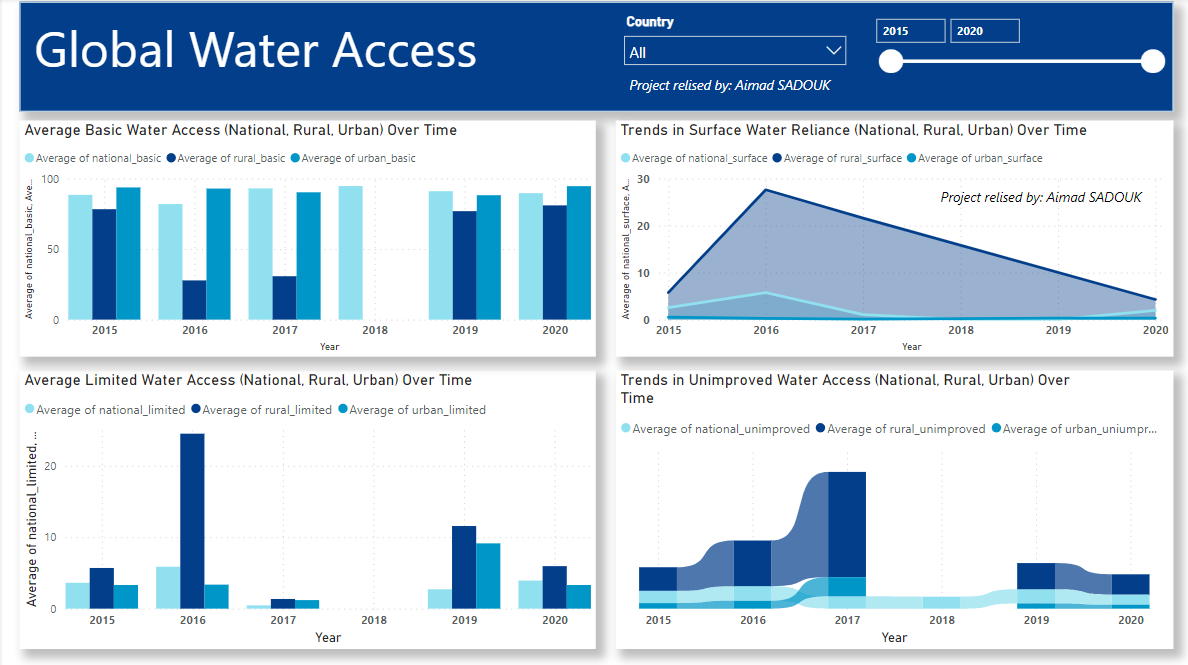 Global Water Access
Country
All
Project relised by: Aimad SADOUK
2015
2020
Average Basic Water Access (National, Rural, Urban) Over Time
Average of national_basic Average of rural_basic Average of urban_basic
Average of national_basic, Ave...
100
50
0
2015 2016 2017 2018 2019 2020
Year
Trends in Surface Water Reliance (National, Rural, Urban) Over Time
Average of national_surface Average of rural_surface Average of urban_surface
Project relised by: Aimad SADOUK
Average of national_surface, A...
30
20
10
0
2015 2016 2017 2018 2019 2020
Year
Average Limited Water Access (National, Rural, Urban) Over Time
Average of national_limited Average of rural_limited Average of urban_limited
Average of national_limited, ...
20
10
0
2015 2016 2017 2018 2019 2020
Year
Trends in Unimproved Water Access (National, Rural, Urban) Over
Time
Average of national_unimproved Average of rural_unimproved Average of urban_uniumpr...
2015 2016 2017 2018 2019 2020
Year